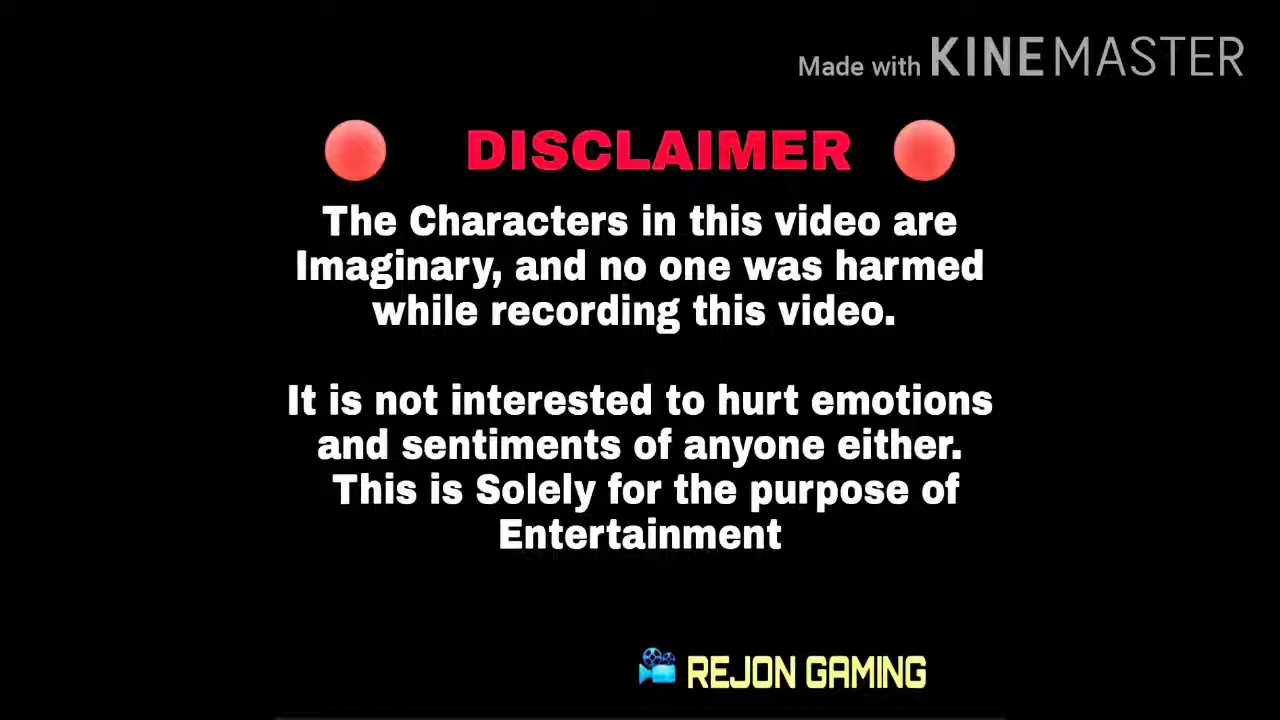 Made with KINEMASTER
DISCLAIMER
The Characters in this video are
Imaginary, and no one was harmed
while recording this video.
It is not interested to hurt emotions
and sentiments of anyone either.
This is Solely for the purpose of
Entertainment
REJON GAMING